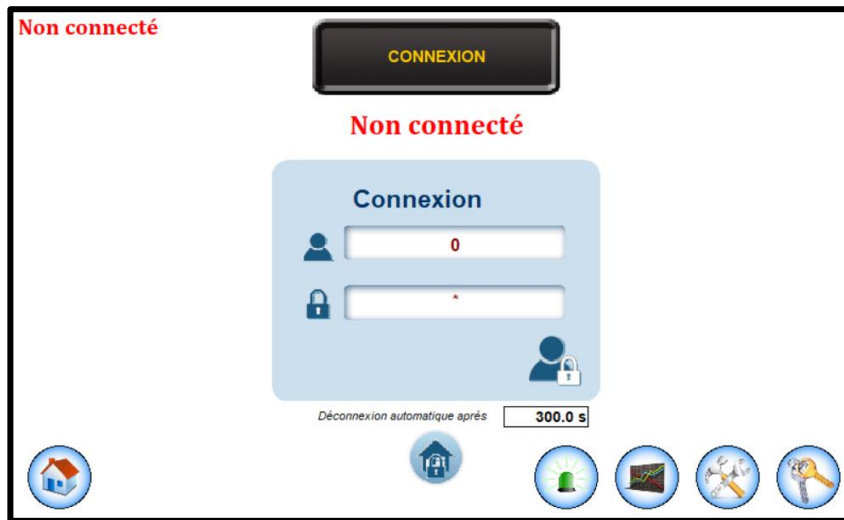 Non connecté
CONNEXION
Non connecté
Connexion
0
*
Déconnexion automatique après 300.0 s